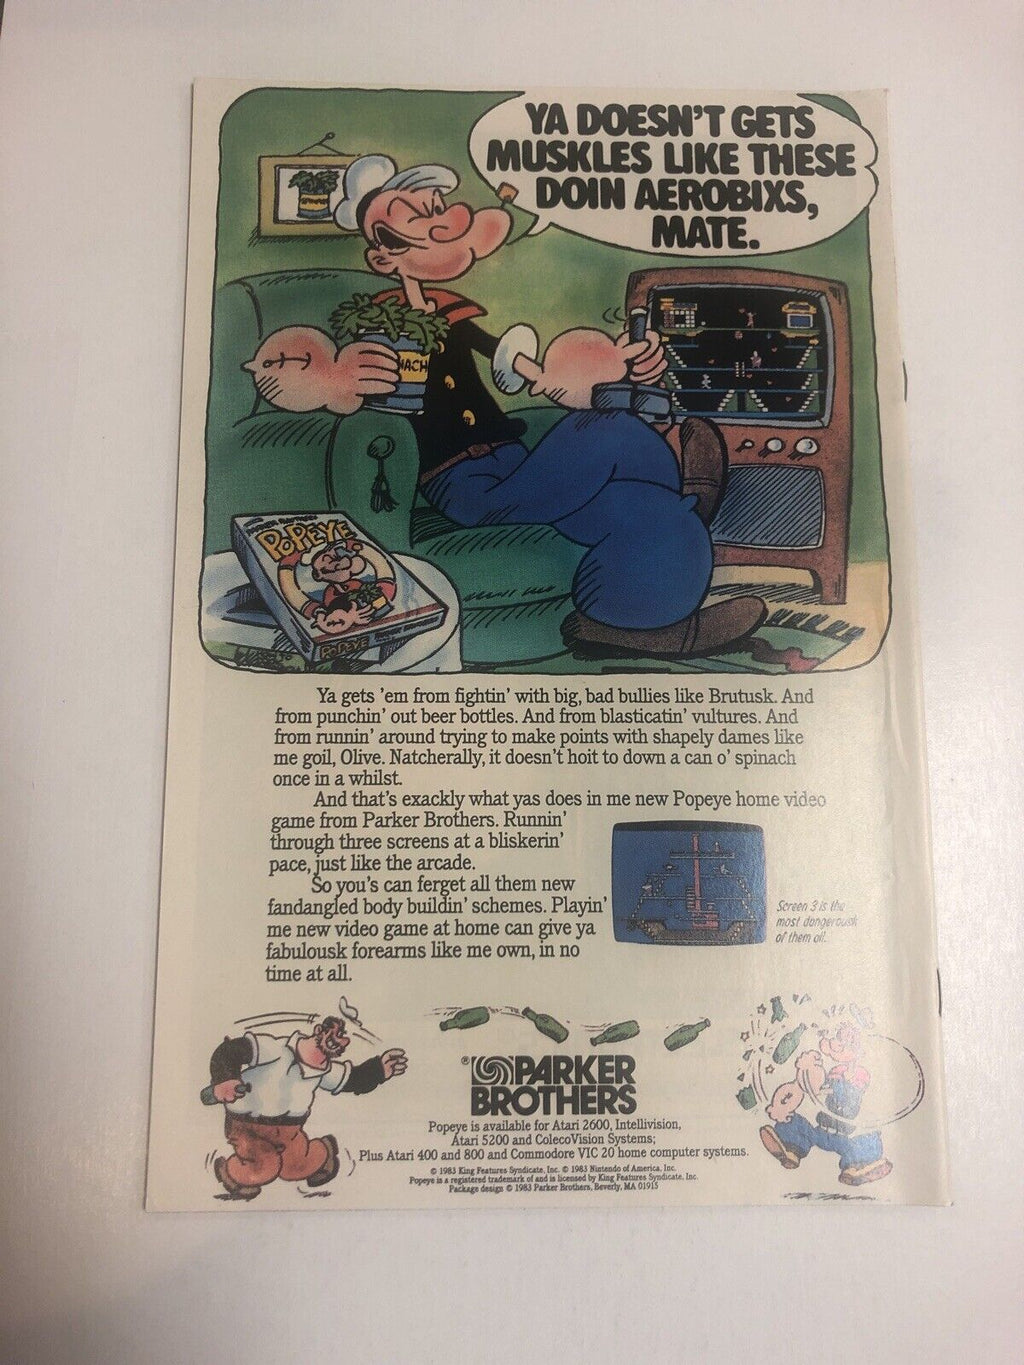 YA DOESN'T GETS
MUSKLES LIKE THESE
DOIN AEROBIXS,
MATE.
NACH
POPEYE
POPEYE
Ya gets 'em from fightin' with big, bad bullies like Brutusk. And
from punchin' out beer bottles. And from blasticatin' vultures. And
from runnin' around trying to make points with shapely dames like
me goil, Olive. Natcherally, it doesn't hoit to down a can o' spinach
once in a whilst.
And that's exackly what yas does in me new Popeye home video
game from Parker Brothers. Runnin'
through three screens at a bliskerin'
pace, just like the arcade.
So you's can ferget all them new
fandangled body buildin' schemes. Playin'
me new video game at home can give ya
fabulousk forearms like me own, in no
time at all.
Screen 3 is the
most dangerousk
of them all.
® PARKER
BROTHERS
Popeye is available for Atari 2600, Intellivision,
Atari 5200 and ColecoVision Systems;
Plus Atari 400 and 800 and Commodore VIC 20 home computer systems.
© 1983 King Features Syndicate, Inc. © 1983 Nintendo of America, Inc.
Popeye is a registered trademark of and is licensed by King Features Syndicate, Inc.
Package design © 1983 Parker Brothers, Beverly, MA 01915